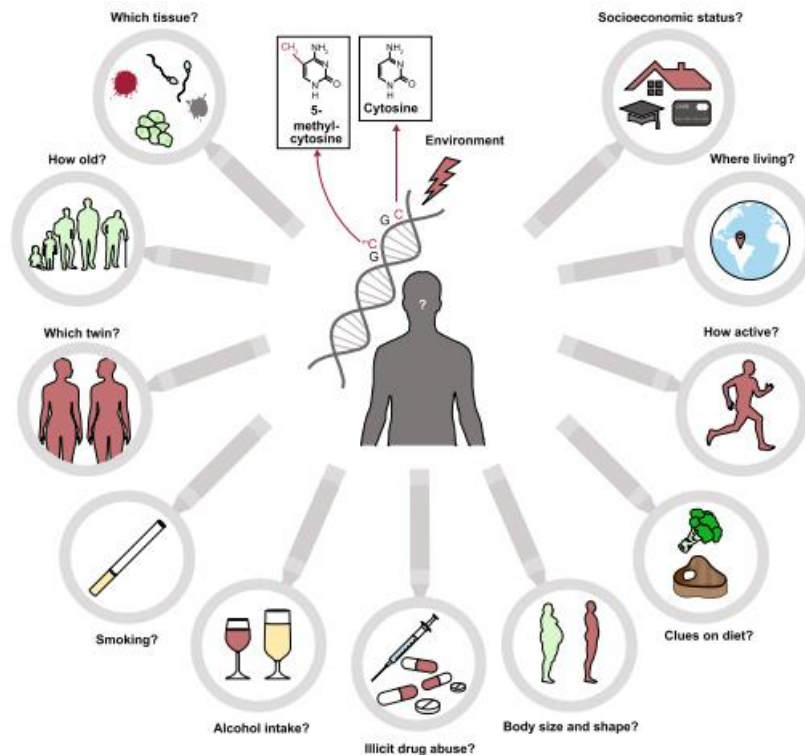 Which tissue?
Socioeconomic status?
CH₃
NH₂
N
N
H
O
5-
methyl-
cytosine
NH₂
N
N
H
O
Cytosine
Environment
How old?
Where living?
G
C
C
G
?
Which twin?
How active?
Smoking?
Clues on diet?
Alcohol intake?
Body size and shape?
Illicit drug abuse?